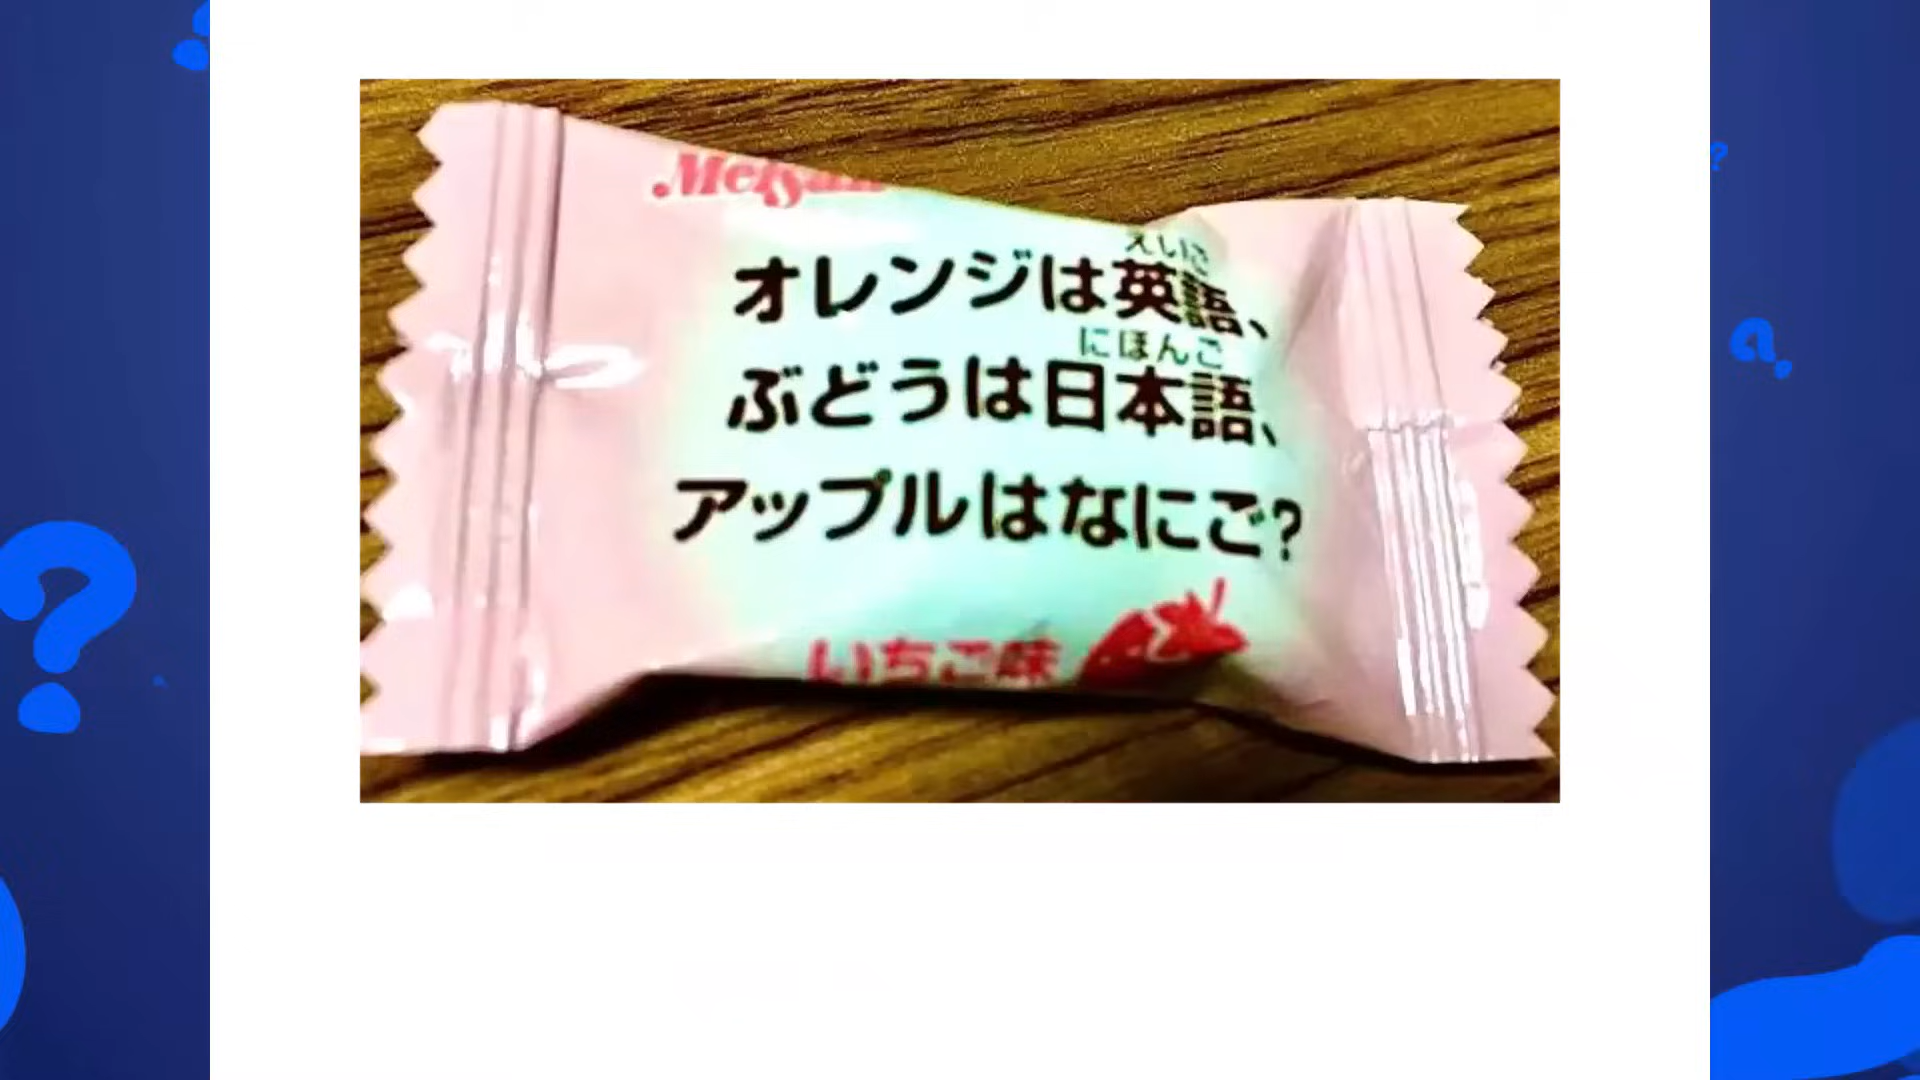 Meisan
えいご
オレンジは英語、
にほんご
ぶどうは日本語、
アップルはなにご?
いちご味